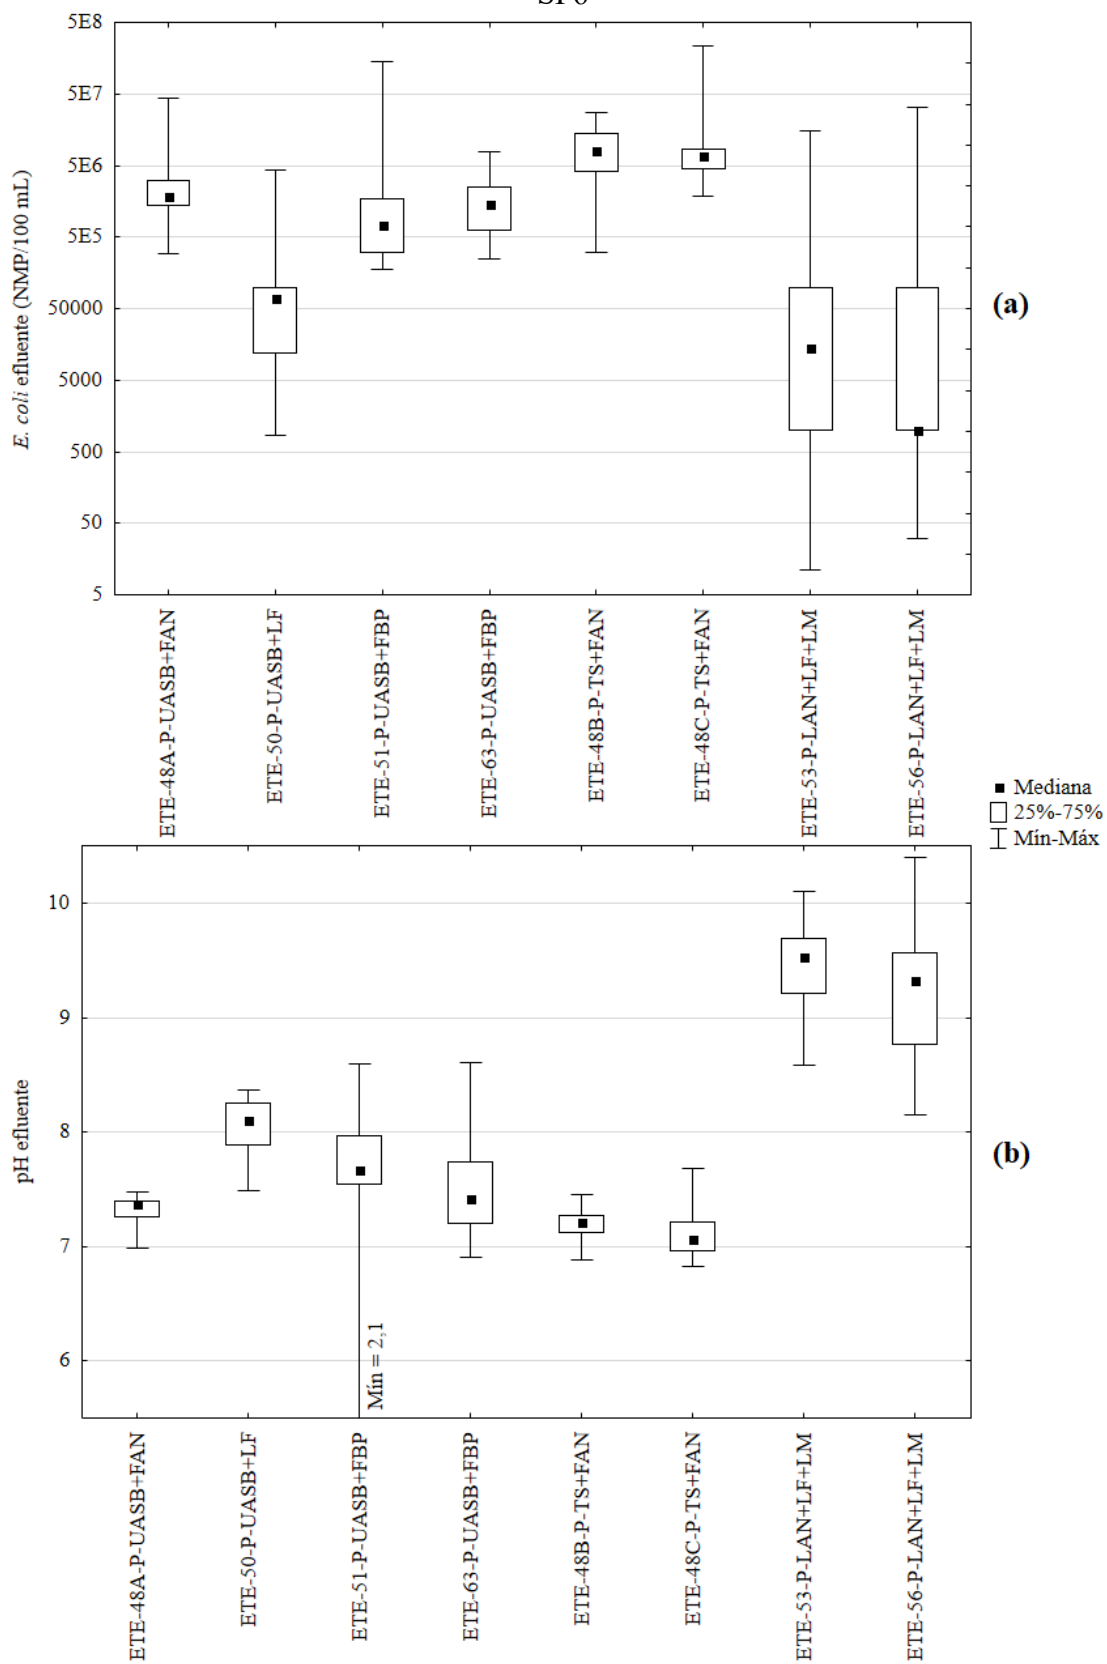 5E8
5E7
5E6
5E5
50000
5000
500
50
5
E. coli efluente (NMP/100 mL)
(a)
ETE-48A-P-UASB+FAN
ETE-50-P-UASB+LF
ETE-51-P-UASB+FBP
ETE-63-P-UASB+FBP
ETE-48B-P-TS+FAN
ETE-48C-P-TS+FAN
ETE-53-P-LAN+LF+LM
ETE-56-P-LAN+LF+LM
Mediana
25%-75%
Mín-Máx
10
9
8
7
6
pH efluente
Mín = 2,1
(b)
ETE-48A-P-UASB+FAN
ETE-50-P-UASB+LF
ETE-51-P-UASB+FBP
ETE-63-P-UASB+FBP
ETE-48B-P-TS+FAN
ETE-48C-P-TS+FAN
ETE-53-P-LAN+LF+LM
ETE-56-P-LAN+LF+LM